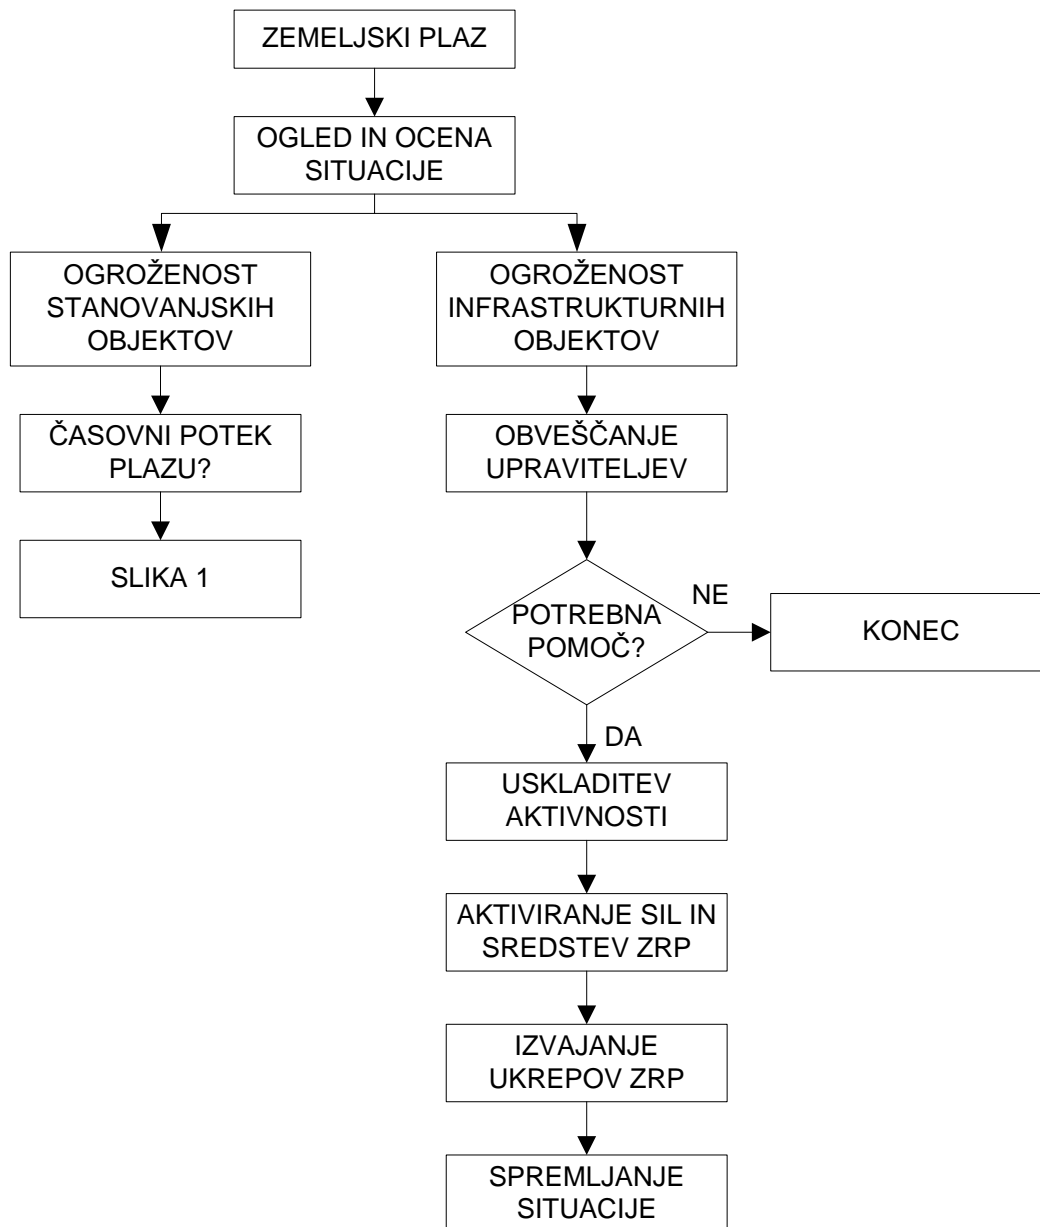 ZEMELJSKI PLAZ
OGLED IN OCENA
SITUACIJE
OGROŽENOST
STANOVANJSKIH
OBJEKTOV
OGROŽENOST
INFRASTRUKTURNIH
OBJEKTOV
ČASOVNI POTEK
PLAZU?
OBVEŠČANJE
UPRAVITELJEV
SLIKA 1
POTREBNA
POMOČ?
NE
KONEC
DA
USKLADITEV
AKTIVNOSTI
AKTIVIRANJE SIL IN
SREDSTEV ZRP
IZVAJANJE
UKREPOV ZRP
SPREMLJANJE
SITUACIJE